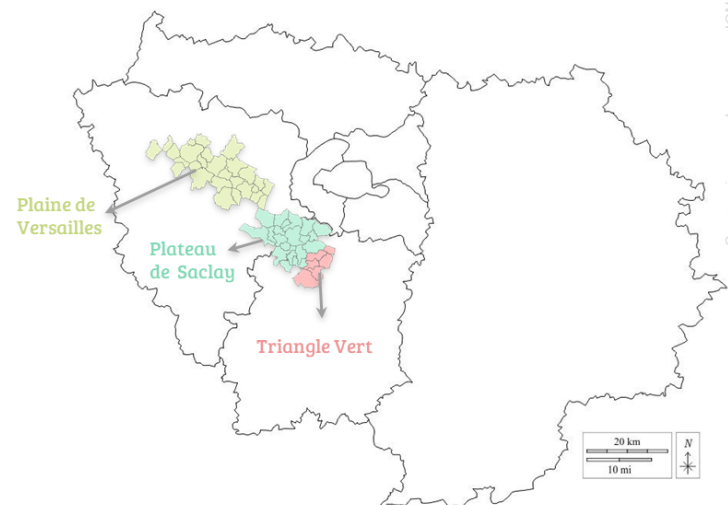 Plaine de
Versailles
Plateau
de Saclay
Triangle Vert
20 km
10 mi
N